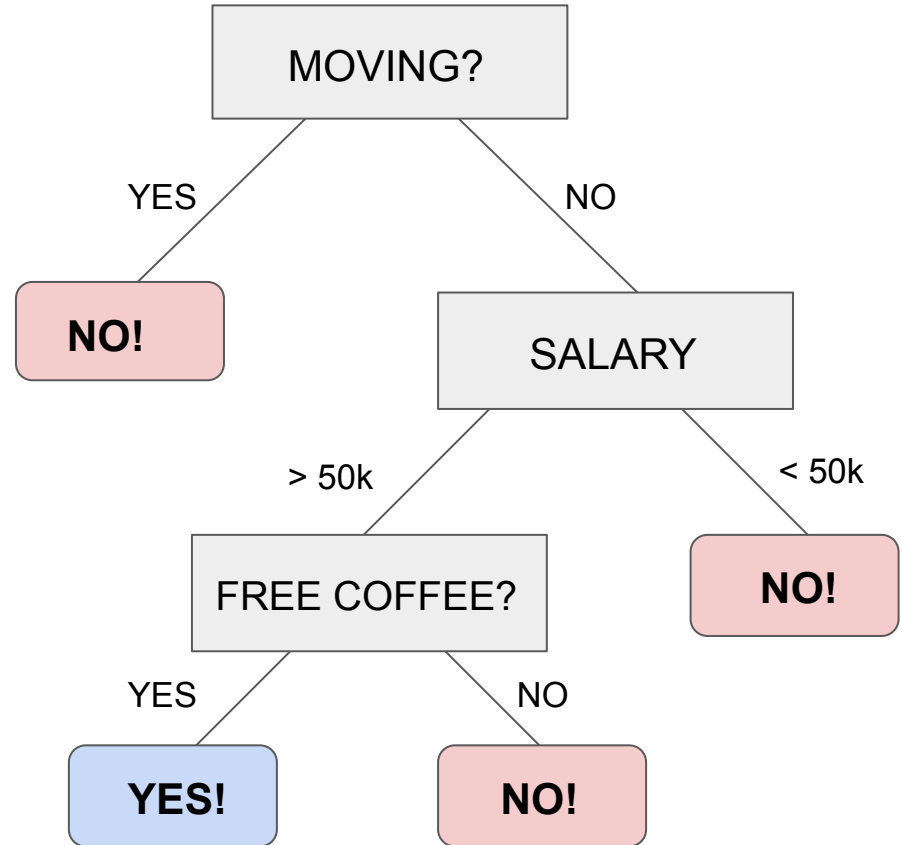 MOVING?
YES
NO
NO!
SALARY
> 50k
< 50k
FREE COFFEE?
NO!
YES
NO
YES!
NO!